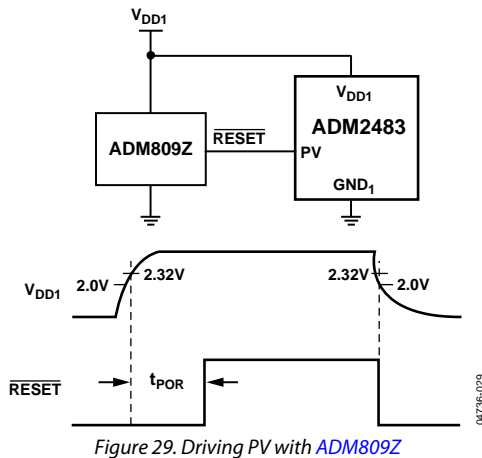 VDD1
VDD1
ADM2483
ADM809Z
RESET
PV
GND1
VDD1
2.0V
2.32V
2.32V
2.0V
RESET
tPOR
04736-029
Figure 29. Driving PV with ADM809Z